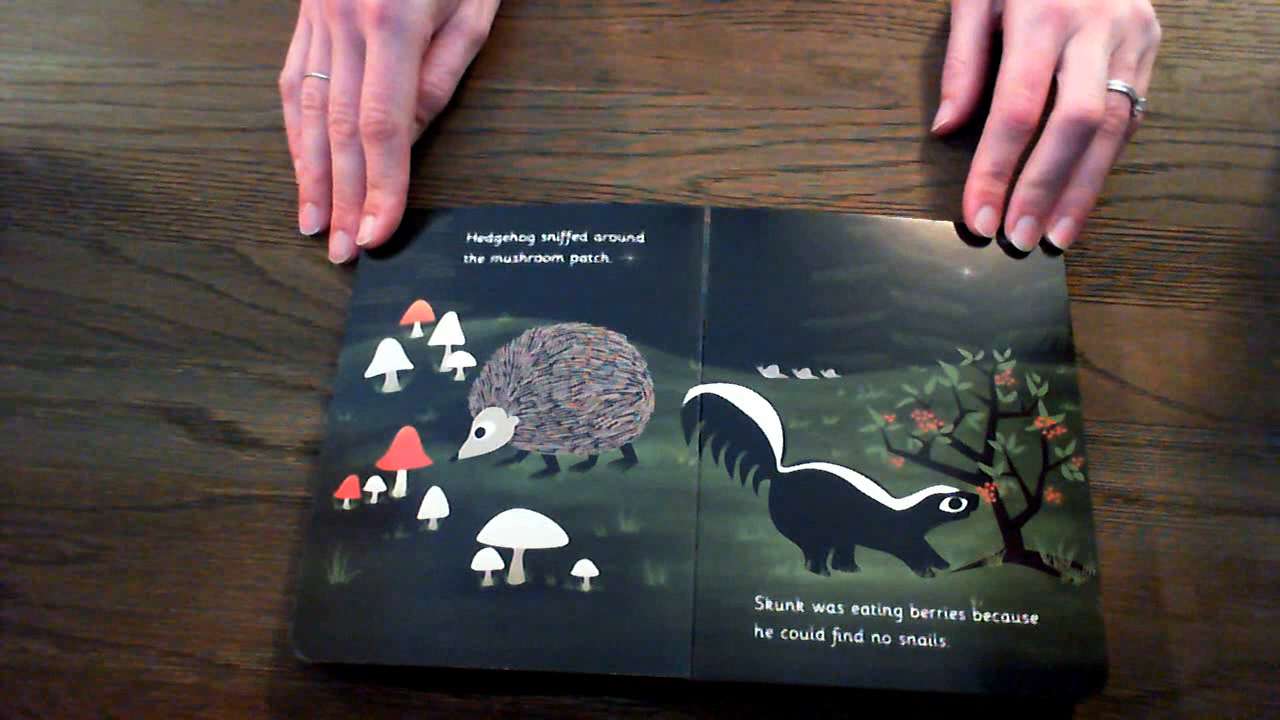 Hedgehog sniffed around
the mushroom patch.
Skunk was eating berries because
he could find no snails.